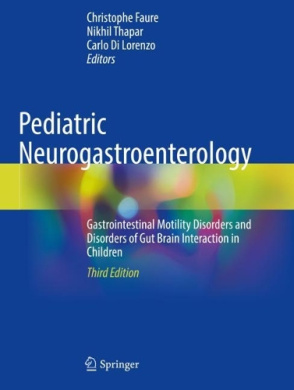 Christophe Faure
Nikhil Thapar
Carlo Di Lorenzo
Editors
Pediatric
Neurogastroenterology
Gastrointestinal Motility Disorders and
Disorders of Gut Brain Interaction in
Children
Third Edition
Springer